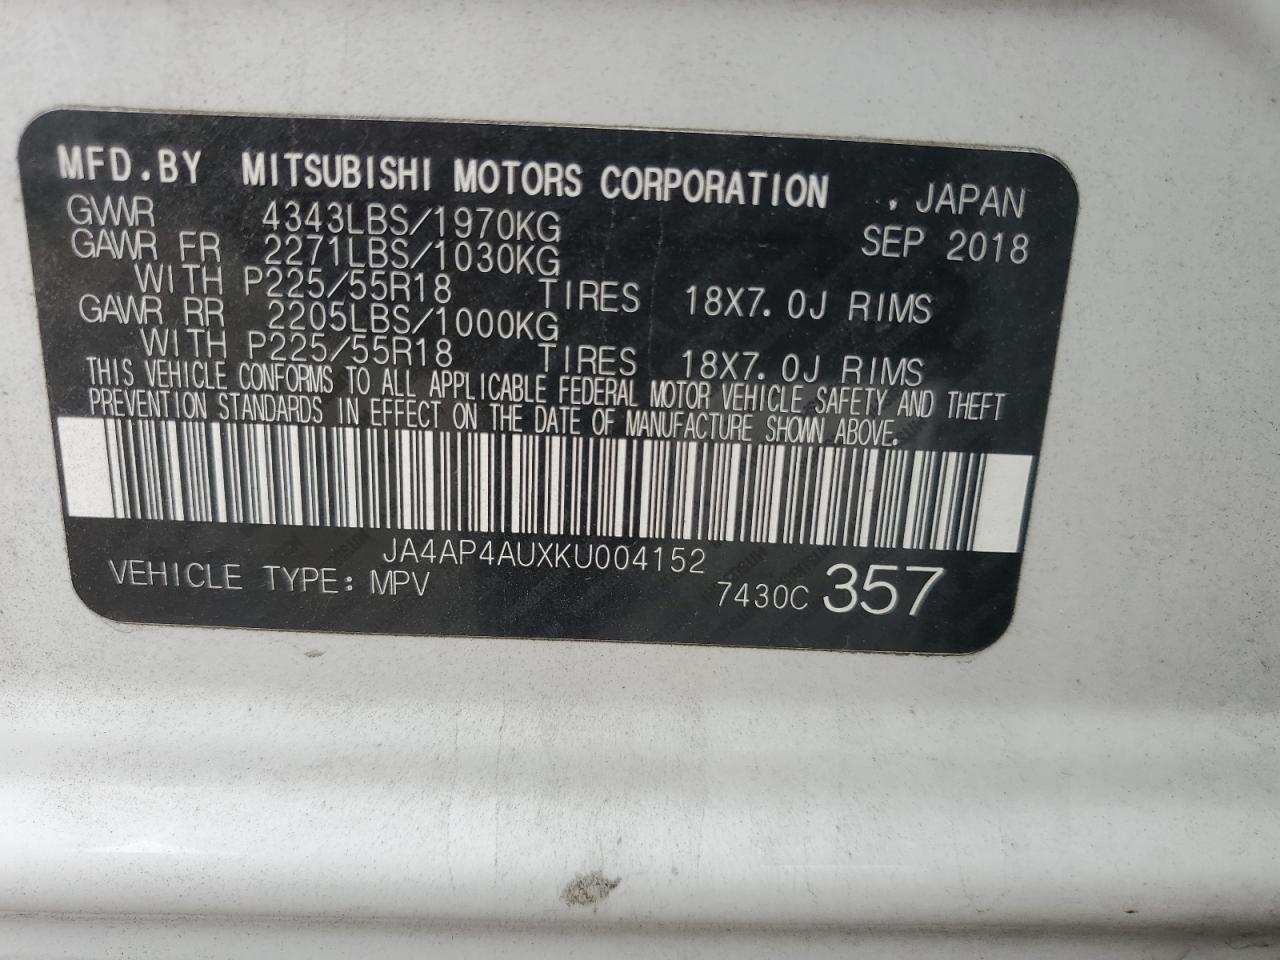 MFD.BY MITSUBISHI MOTORS CORPORATION , JAPAN
GVWR 4343LBS/1970KG SEP 2018
GAWR FR 2271LBS/1030KG
WITH P225/55R18 TIRES 18X7.0J RIMS
GAWR RR 2205LBS/1000KG
WITH P225/55R18 TIRES 18X7.0J RIMS
THIS VEHICLE CONFORMS TO ALL APPLICABLE FEDERAL MOTOR VEHICLE SAFETY AND THEFT
PREVENTION STANDARDS IN EFFECT ON THE DATE OF MANUFACTURE SHOWN ABOVE.
JA4AP4AUXKU004152
VEHICLE TYPE: MPV 7430C 357